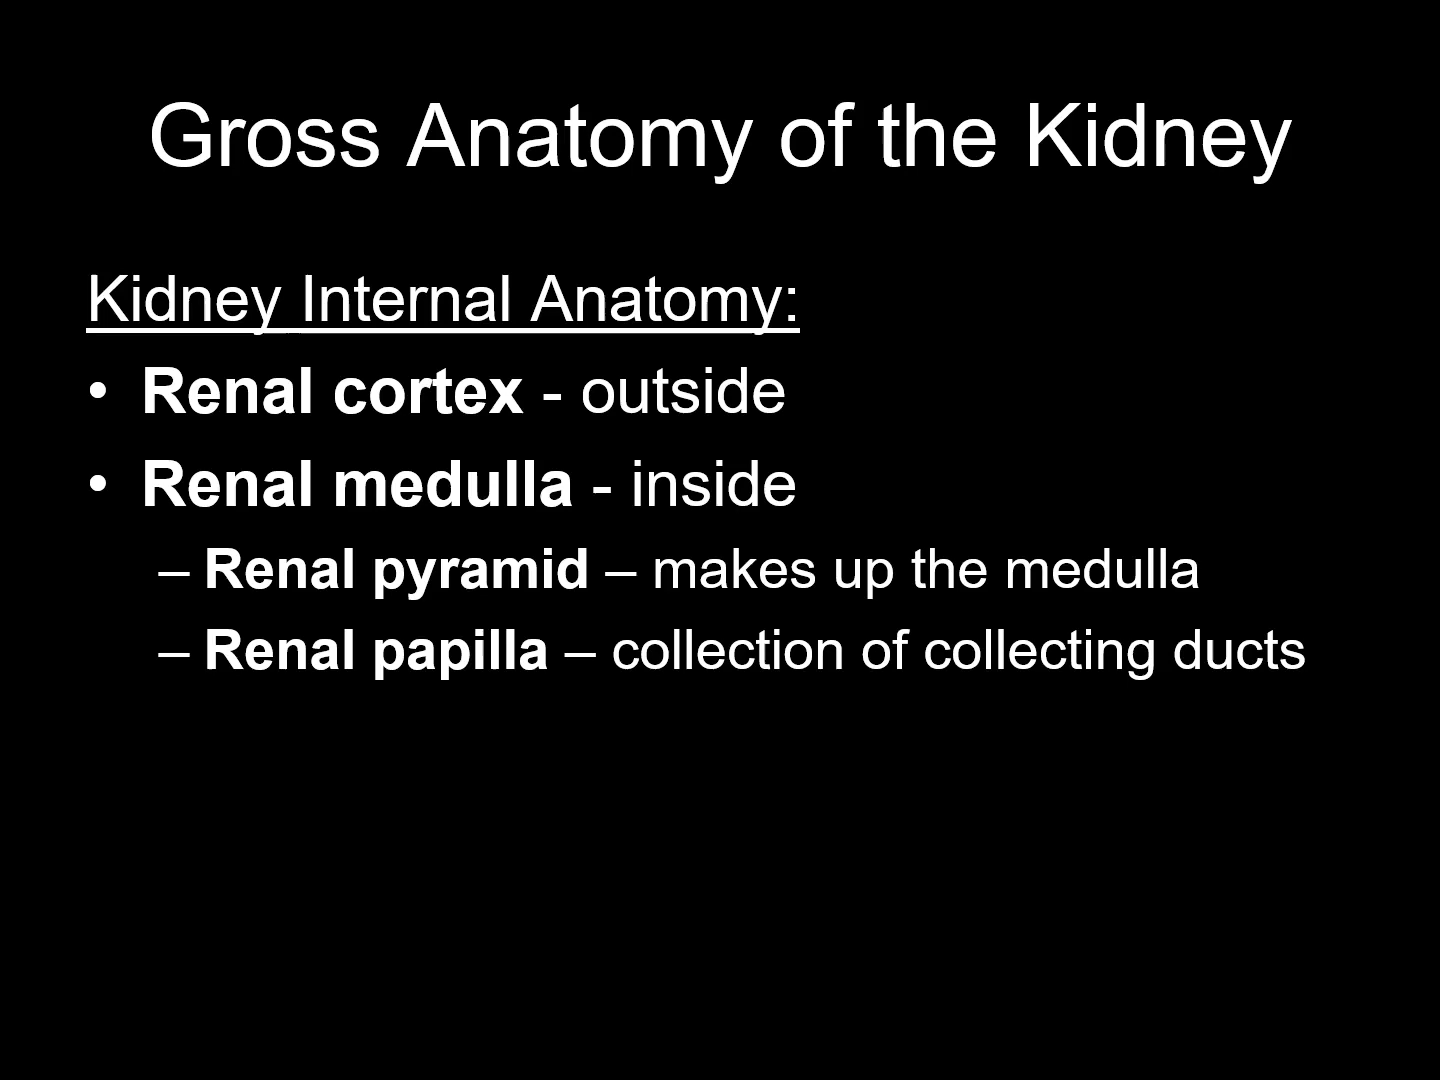 Gross Anatomy of the Kidney
Kidney Internal Anatomy:
• Renal cortex - outside
• Renal medulla - inside
– Renal pyramid – makes up the medulla
– Renal papilla – collection of collecting ducts